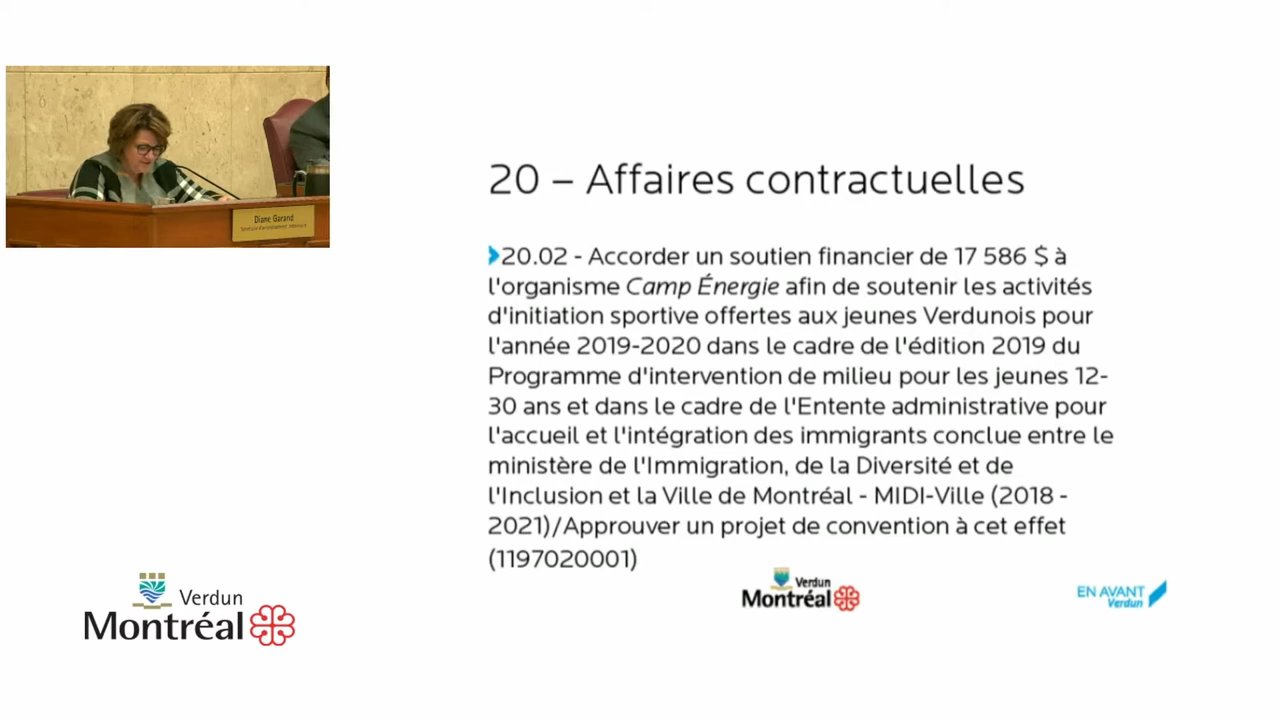 Diane Garand
20 – Affaires contractuelles
20.02 - Accorder un soutien financier de 17 586 $ à
l'organisme Camp Énergie afin de soutenir les activités
d'initiation sportive offertes aux jeunes Verdunois pour
l'année 2019-2020 dans le cadre de l'édition 2019 du
Programme d'intervention de milieu pour les jeunes 12-
30 ans et dans le cadre de l'Entente administrative pour
l'accueil et l'intégration des immigrants conclue entre le
ministère de l'Immigration, de la Diversité et de
l'Inclusion et la Ville de Montréal - MIDI-Ville (2018 -
2021)/Approuver un projet de convention à cet effet
(1197020001)
Verdun
Montréal
Verdun
Montréal
EN AVANT
Verdun